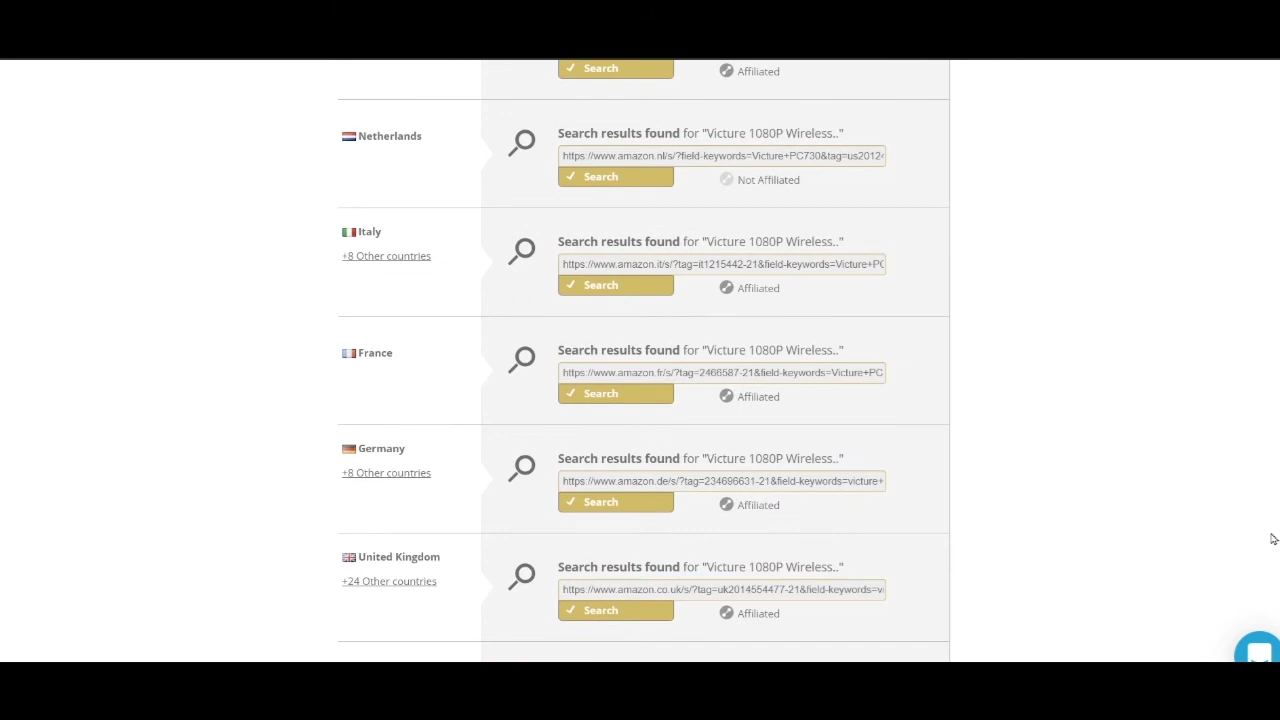 Search
Affiliated
Netherlands
Search results found for "Victure 1080P Wireless.."
https://www.amazon.nl/s/?field-keywords=Victure+PC730&tag=us2012
Search
Not Affiliated
Italy
+8 Other countries
Search results found for "Victure 1080P Wireless.."
https://www.amazon.it/s/?tag=it1215442-21&field-keywords=Victure+PC
Search
Affiliated
France
Search results found for "Victure 1080P Wireless.."
https://www.amazon.fr/s/?tag=2466587-21&field-keywords=Victure+PC
Search
Affiliated
Germany
+8 Other countries
Search results found for "Victure 1080P Wireless.."
https://www.amazon.de/s/?tag=234696631-21&field-keywords=victure+
Search
Affiliated
United Kingdom
+24 Other countries
Search results found for "Victure 1080P Wireless.."
https://www.amazon.co.uk/s/?tag=uk2014554477-21&field-keywords=v
Search
Affiliated